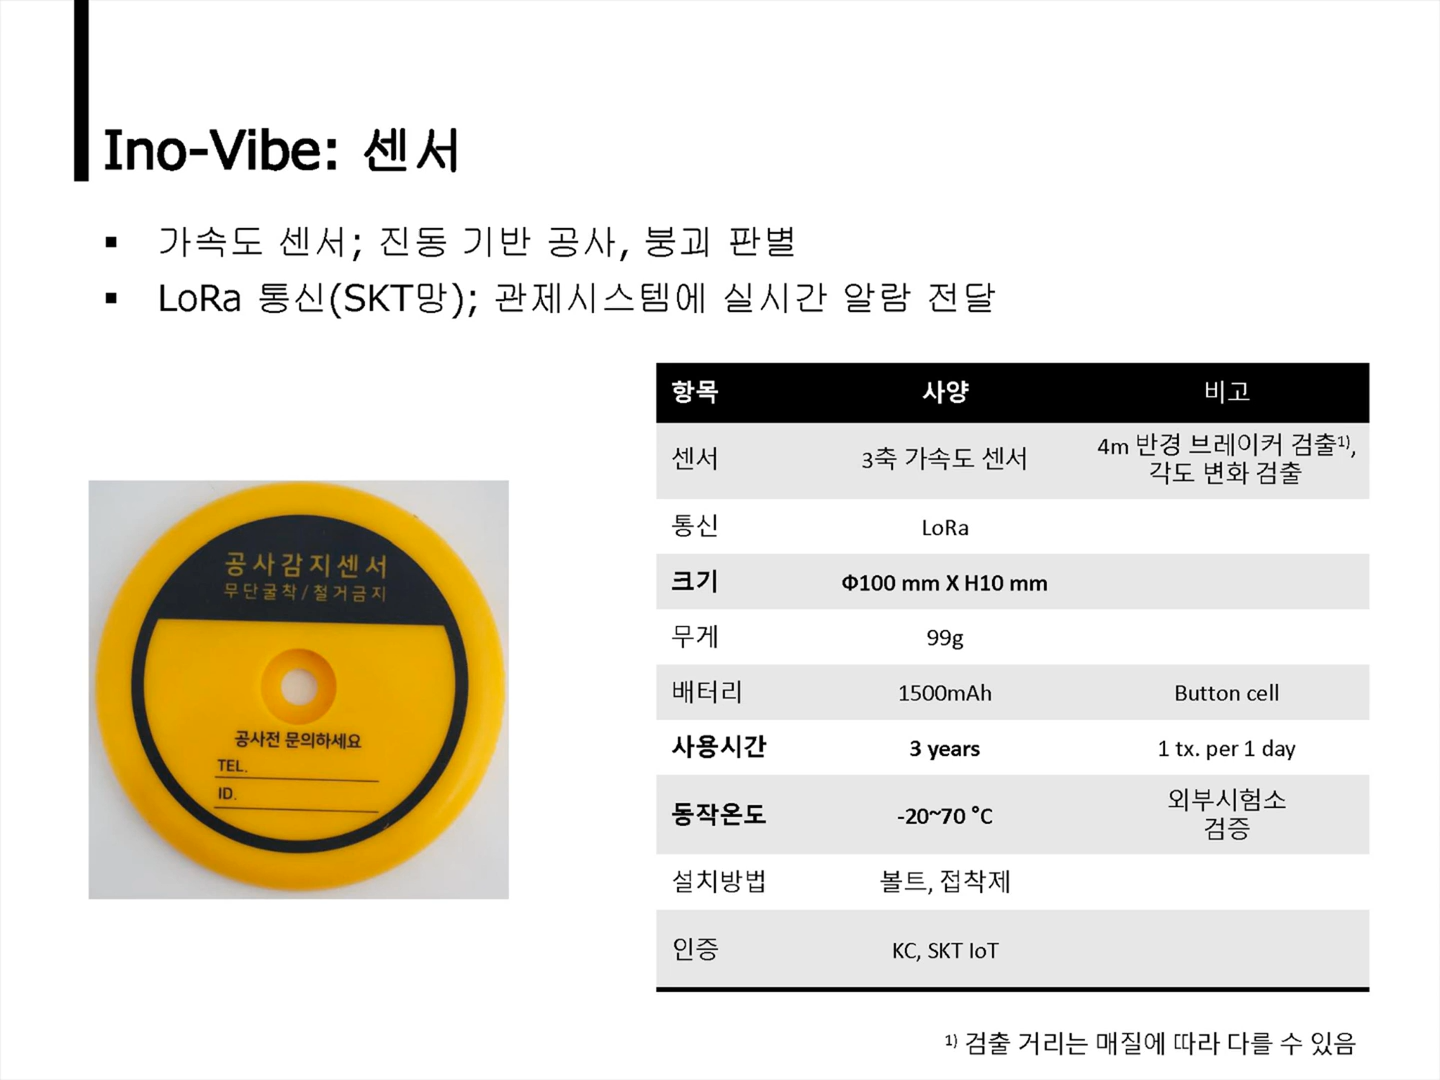 Ino-Vibe: 센서
▪ 가속도 센서; 진동 기반 공사, 붕괴 판별
▪ LoRa 통신(SKT망); 관제시스템에 실시간 알람 전달
공사감지센서
무단굴착/철거금지
공사전 문의하세요
TEL.
ID.
항목 사양 비고
센서 3축 가속도 센서 4m 반경 브레이커 검출1),
각도 변화 검출
통신 LoRa
크기 Φ100 mm X H10 mm
무게 99g
배터리 1500mAh Button cell
사용시간 3 years 1 tx. per 1 day
동작온도 -20~70 °C 외부시험소
검증
설치방법 볼트, 접착제
인증 KC, SKT IoT
1) 검출 거리는 매질에 따라 다를 수 있음